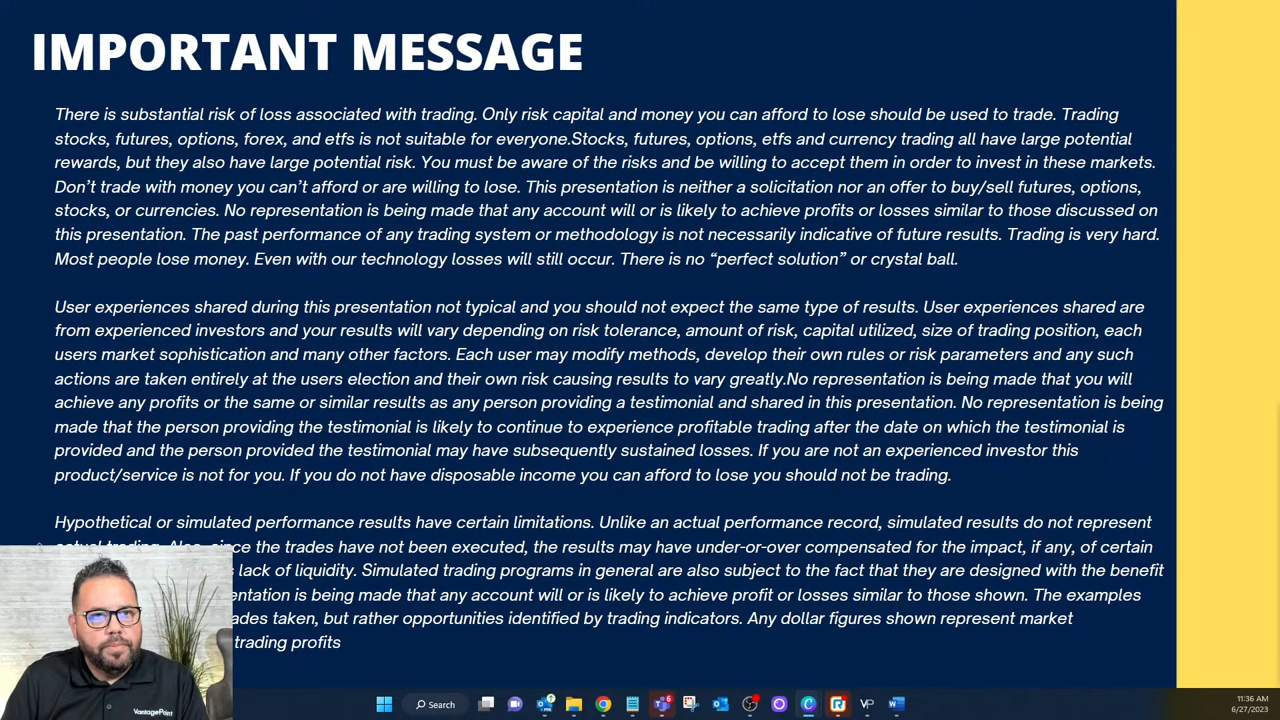 IMPORTANT MESSAGE
There is substantial risk of loss associated with trading. Only risk capital and money you can afford to lose should be used to trade. Trading
stocks, futures, options, forex, and etfs is not suitable for everyone.Stocks, futures, options, etfs and currency trading all have large potential
rewards, but they also have large potential risk. You must be aware of the risks and be willing to accept them in order to invest in these markets.
Don’t trade with money you can’t afford or are willing to lose. This presentation is neither a solicitation nor an offer to buy/sell futures, options,
stocks, or currencies. No representation is being made that any account will or is likely to achieve profits or losses similar to those discussed on
this presentation. The past performance of any trading system or methodology is not necessarily indicative of future results. Trading is very hard.
Most people lose money. Even with our technology losses will still occur. There is no “perfect solution” or crystal ball.
User experiences shared during this presentation not typical and you should not expect the same type of results. User experiences shared are
from experienced investors and your results will vary depending on risk tolerance, amount of risk, capital utilized, size of trading position, each
users market sophistication and many other factors. Each user may modify methods, develop their own rules or risk parameters and any such
actions are taken entirely at the users election and their own risk causing results to vary greatly.No representation is being made that you will
achieve any profits or the same or similar results as any person providing a testimonial and shared in this presentation. No representation is being
made that the person providing the testimonial is likely to continue to experience profitable trading after the date on which the testimonial is
provided and the person provided the testimonial may have subsequently sustained losses. If you are not an experienced investor this
product/service is not for you. If you do not have disposable income you can afford to lose you should not be trading.
Hypothetical or simulated performance results have certain limitations. Unlike an actual performance record, simulated results do not represent
the trades have not been executed, the results may have under-or-over compensated for the impact, if any, of certain
lack of liquidity. Simulated trading programs in general are also subject to the fact that they are designed with the benefit
is being made that any account will or is likely to achieve profit or losses similar to those shown. The examples
taken, but rather opportunities identified by trading indicators. Any dollar figures shown represent market
trading profits
VantagePoint
Search
6
VP
11:36 AM
6/27/2023